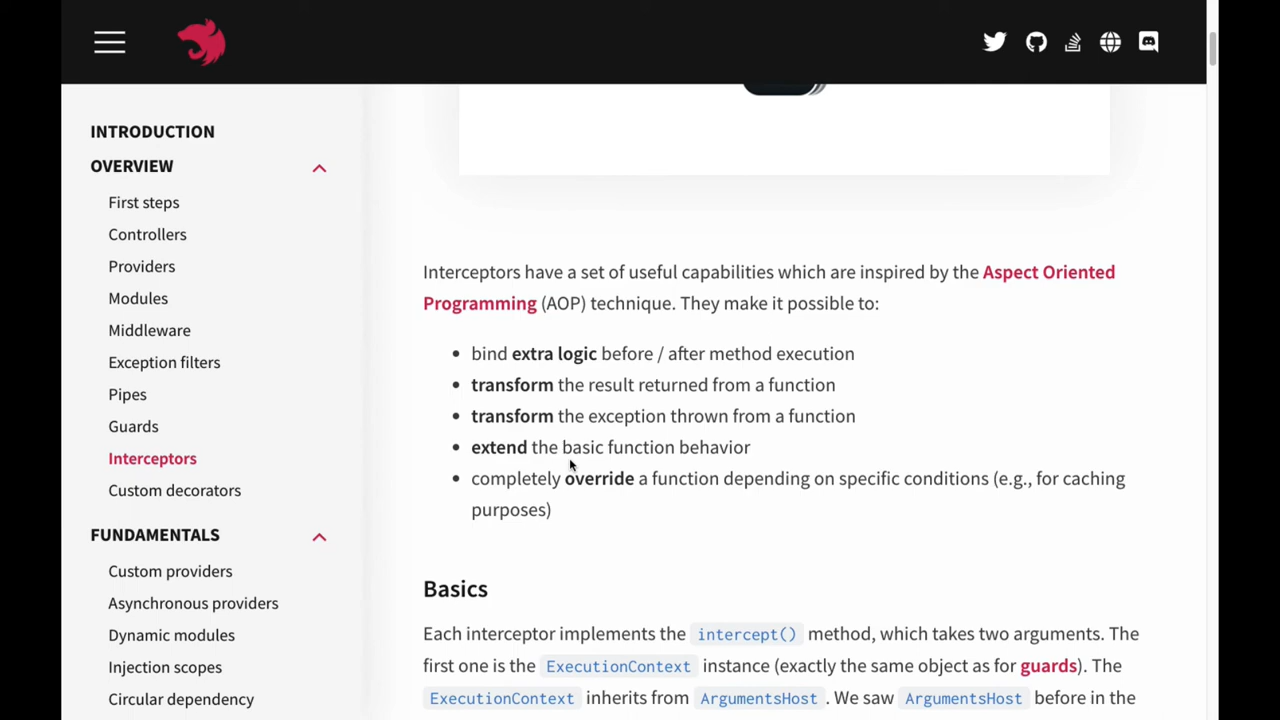 INTRODUCTION
OVERVIEW
First steps
Controllers
Providers
Modules
Middleware
Exception filters
Pipes
Guards
Interceptors
Custom decorators
FUNDAMENTALS
Custom providers
Asynchronous providers
Dynamic modules
Injection scopes
Circular dependency
Interceptors have a set of useful capabilities which are inspired by the Aspect Oriented
Programming (AOP) technique. They make it possible to:
• bind extra logic before / after method execution
• transform the result returned from a function
• transform the exception thrown from a function
• extend the basic function behavior
• completely override a function depending on specific conditions (e.g., for caching
purposes)
Basics
Each interceptor implements the intercept() method, which takes two arguments. The
first one is the ExecutionContext instance (exactly the same object as for guards). The
ExecutionContext inherits from ArgumentsHost. We saw ArgumentsHost before in the